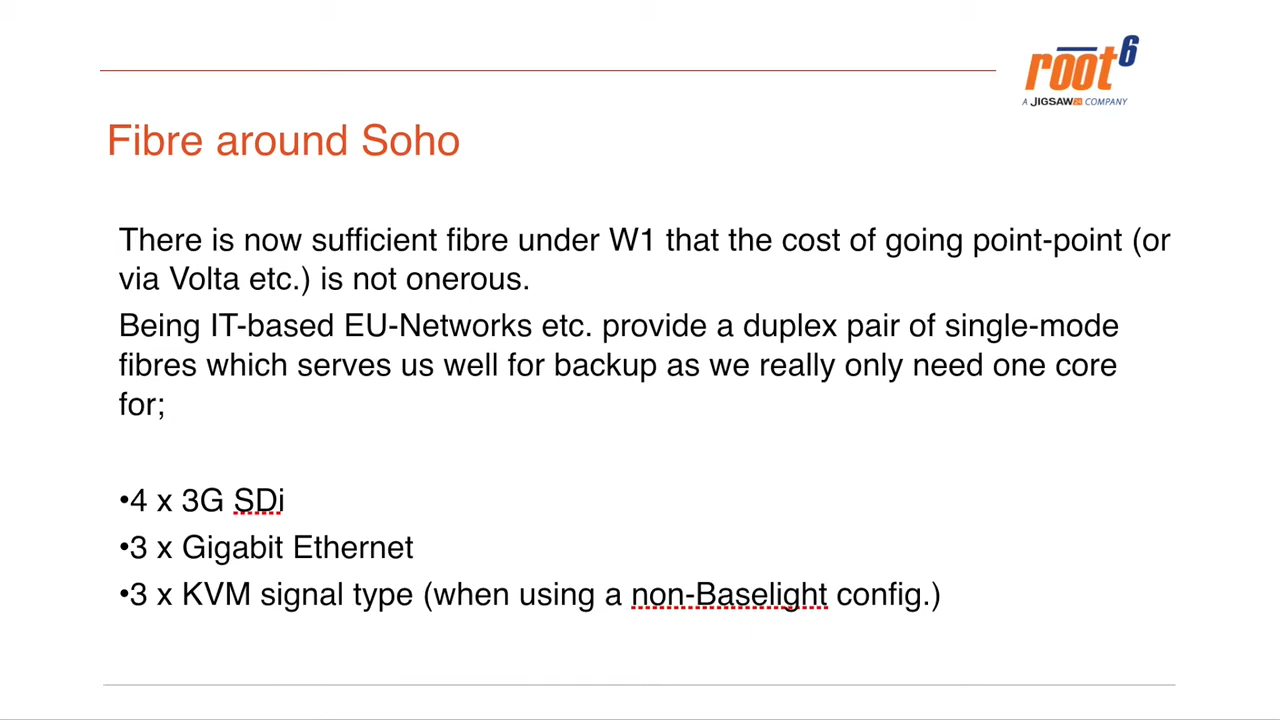 root6
A JIGSAW24 COMPANY
Fibre around Soho
There is now sufficient fibre under W1 that the cost of going point-point (or
via Volta etc.) is not onerous.
Being IT-based EU-Networks etc. provide a duplex pair of single-mode
fibres which serves us well for backup as we really only need one core
for;
•4 x 3G SDi
•3 x Gigabit Ethernet
•3 x KVM signal type (when using a non-Baselight config.)